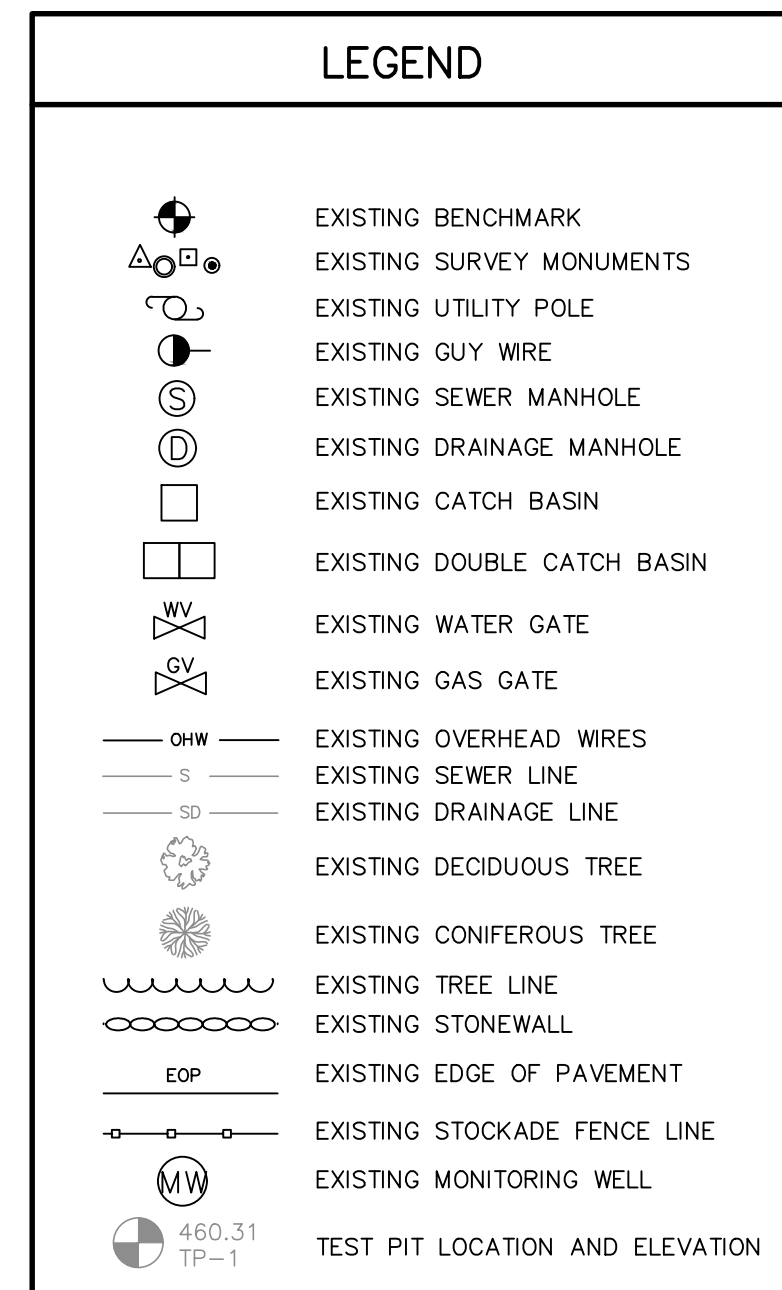 LEGEND
EXISTING BENCHMARK
EXISTING SURVEY MONUMENTS
EXISTING UTILITY POLE
EXISTING GUY WIRE
S EXISTING SEWER MANHOLE
D EXISTING DRAINAGE MANHOLE
EXISTING CATCH BASIN
EXISTING DOUBLE CATCH BASIN
WV EXISTING WATER GATE
GV EXISTING GAS GATE
OHW EXISTING OVERHEAD WIRES
S EXISTING SEWER LINE
SD EXISTING DRAINAGE LINE
EXISTING DECIDUOUS TREE
EXISTING CONIFEROUS TREE
EXISTING TREE LINE
EXISTING STONEWALL
EOP EXISTING EDGE OF PAVEMENT
EXISTING STOCKADE FENCE LINE
MW EXISTING MONITORING WELL
460.31
TP-1 TEST PIT LOCATION AND ELEVATION